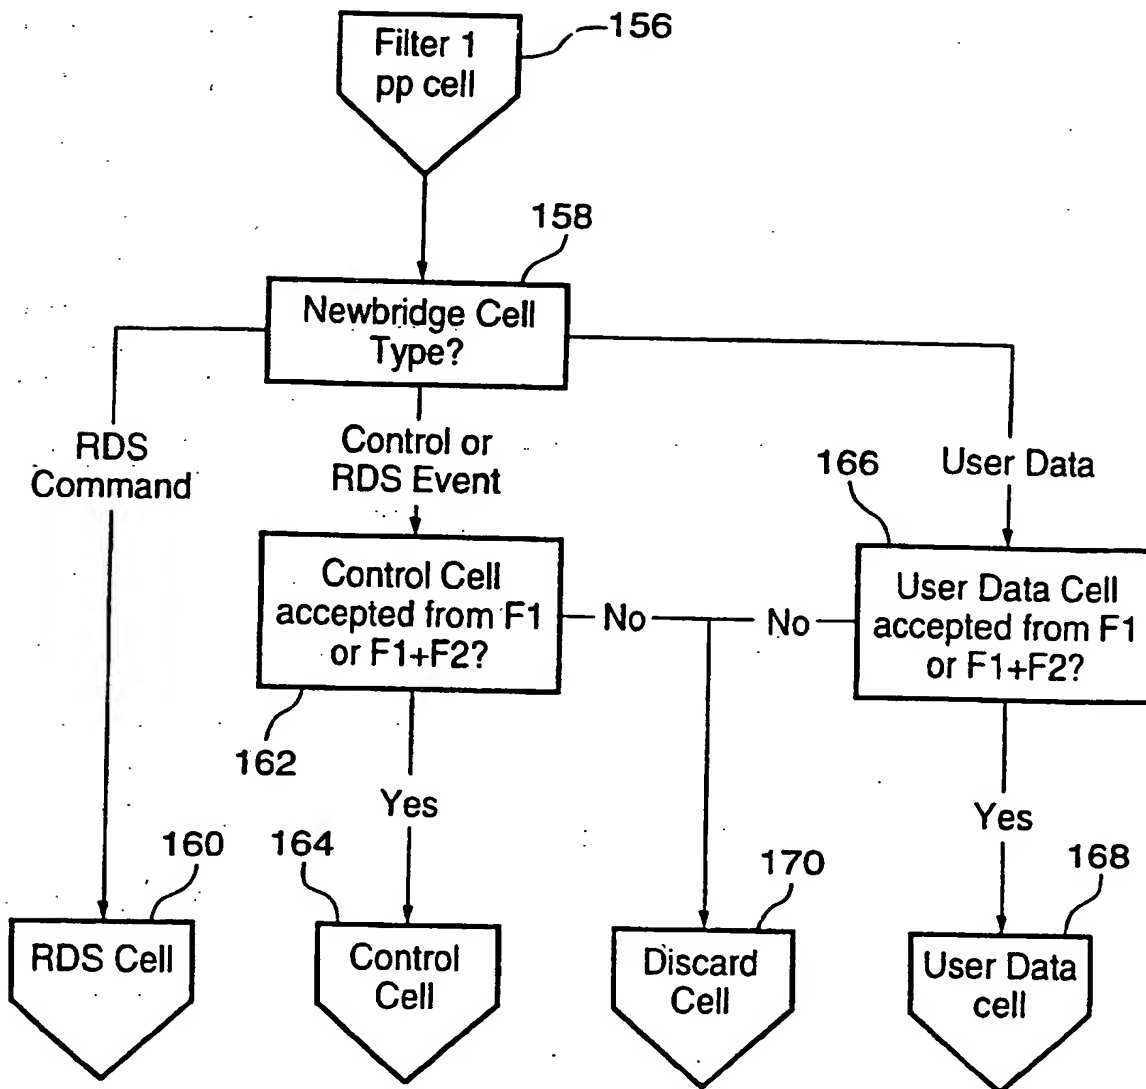 Filter 1
pp cell
156
158
Newbridge Cell
Type?
RDS
Command
Control or
RDS Event
166
User Data
Control Cell
accepted from F1
or F1+F2?
No
No
User Data Cell
accepted from F1
or F1+F2?
162
Yes
Yes
160
164
170
168
RDS Cell
Control
Cell
Discard
Cell
User Data
cell